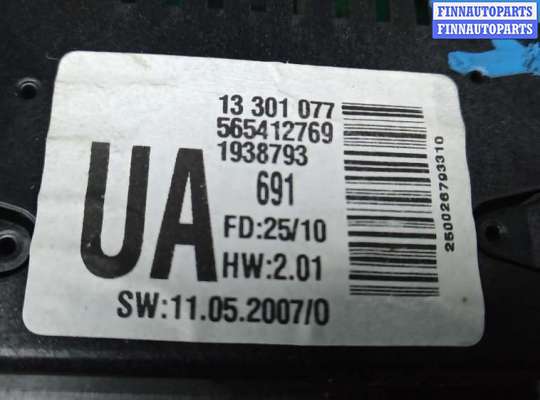 FINNAUTOPARTS
FINNAUTOPARTS
13 301 077
565412769
1938793
UA
691
FD:25/10
HW:2.01
SW:11.05.2007/0
250026793310